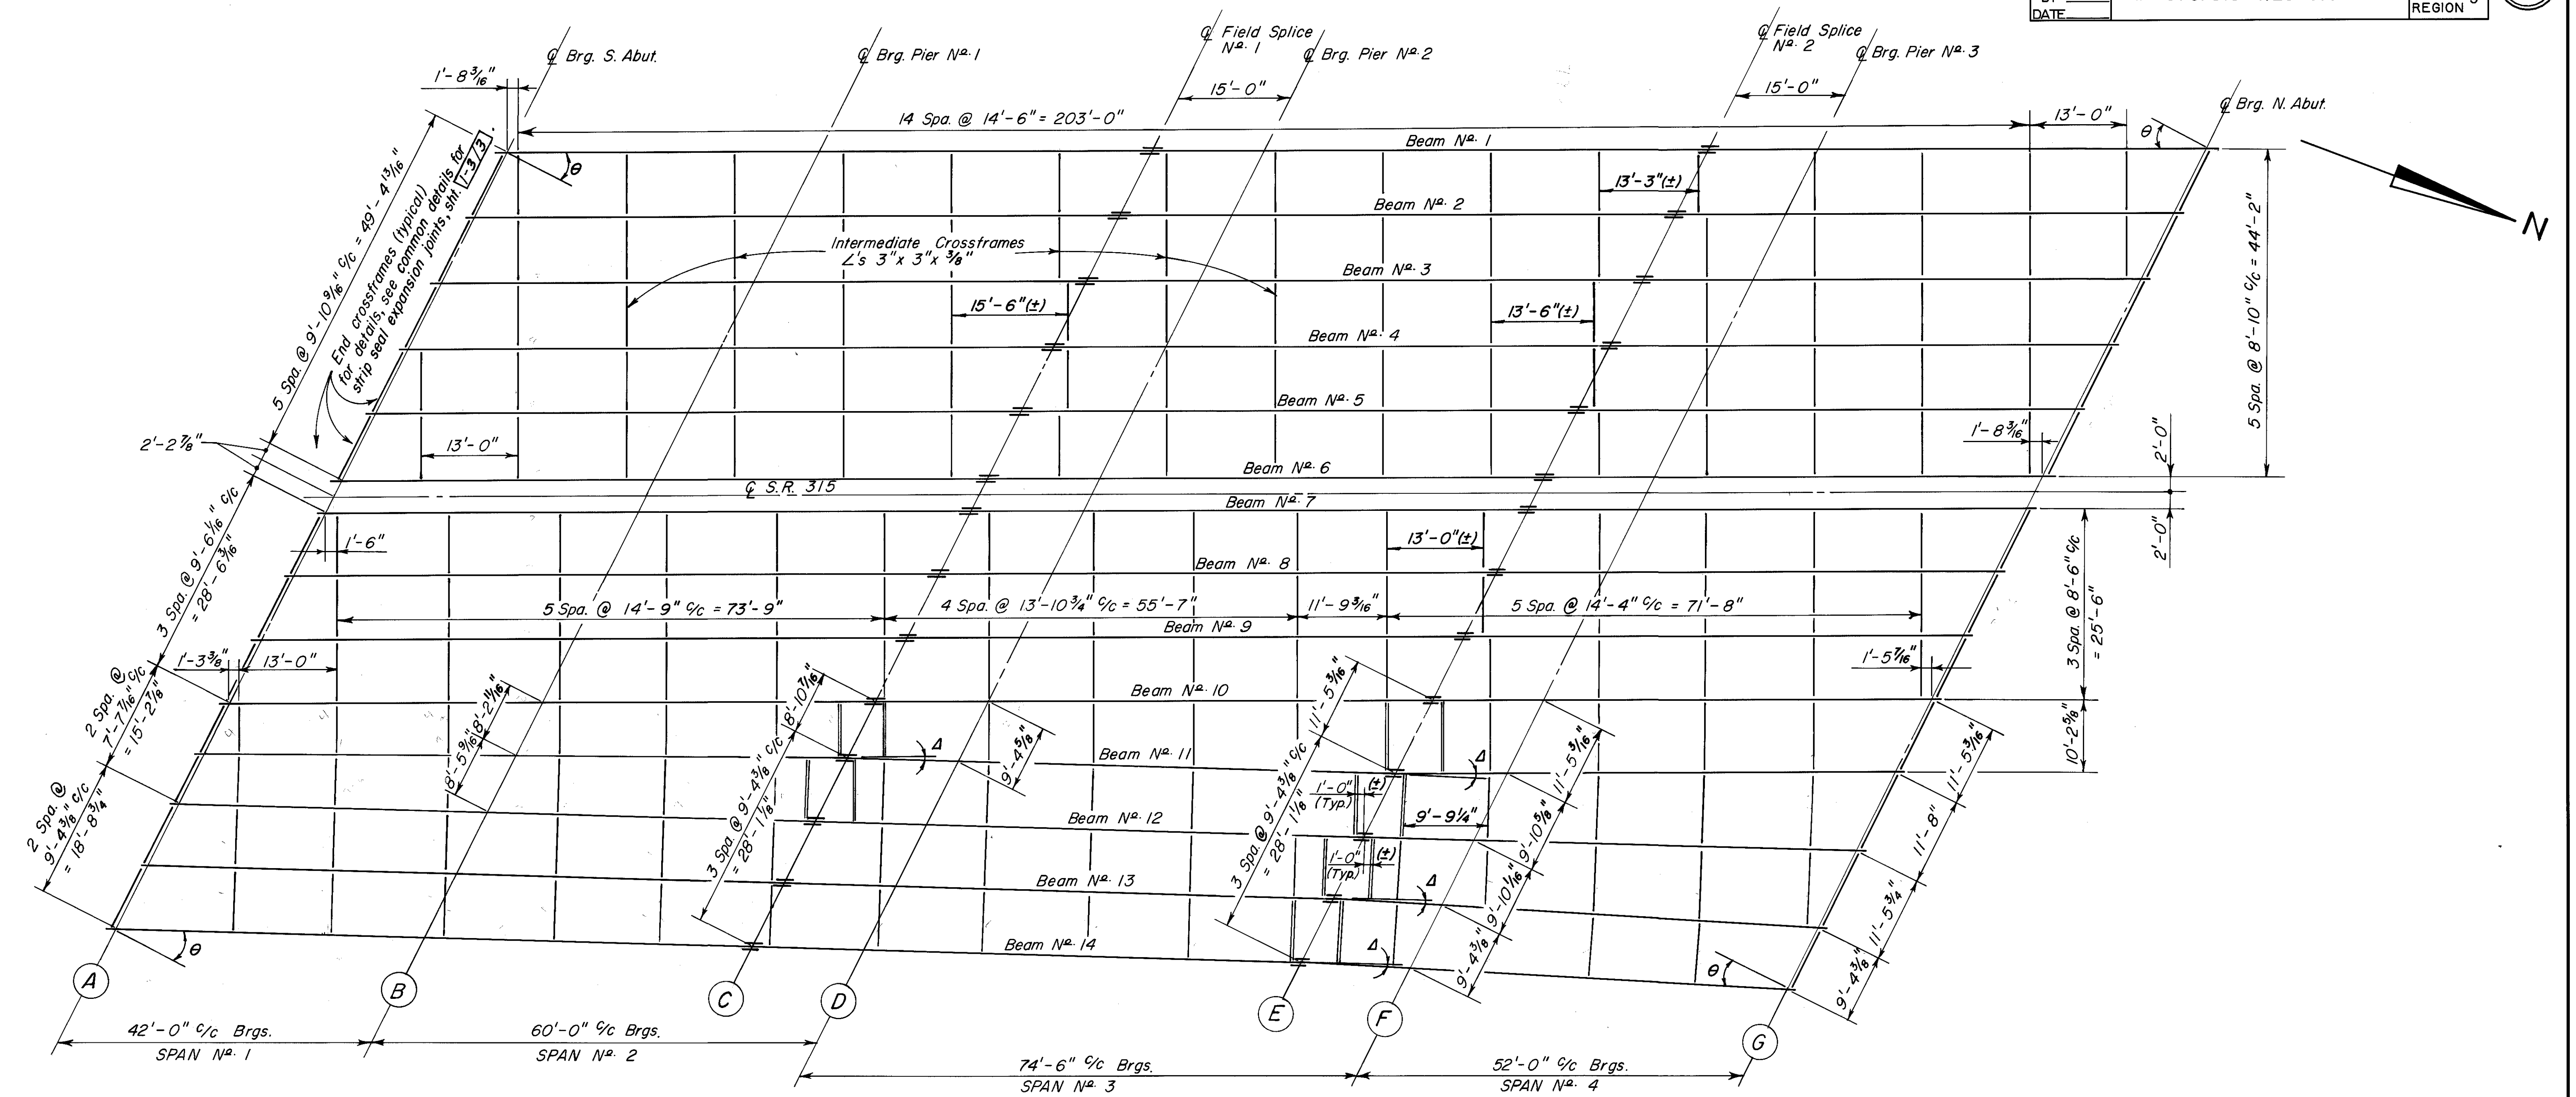 DATE
REGION
℄ Brg. S. Abut.
℄ Brg. Pier Nº. 1
℄ Field Splice
Nº. 1
℄ Brg. Pier Nº. 2
℄ Field Splice
Nº. 2
℄ Brg. Pier Nº. 3
℄ Brg. N. Abut.
1'-8 3/16"
15'-0"
15'-0"
14 Spa. @ 14'-6" = 203'-0"
13'-0"
θ
θ
N
Beam Nº. 1
13'-3"(±)
Beam Nº. 2
Intermediate Crossframes
∠'s 3"x 3"x 3/8"
Beam Nº. 3
15'-6"(±)
13'-6"(±)
Beam Nº. 4
Beam Nº. 5
13'-0"
1'-8 3/16"
Beam Nº. 6
℄ S.R. 315
Beam Nº. 7
5 Spa. @ 9'-10 9/16" c/c = 49'-4 13/16"
End crossframes (typical)
for details, see common details for
strip seal expansion joints, sht. 1-3/3.
5 Spa. @ 8'-10" c/c = 44'-2"
2'-0"
2'-0"
2'-2 7/8"
3 Spa. @ 9'-6 1/16" c/c
= 28'-6 3/16"
1'-6"
13'-0"(±)
Beam Nº. 8
5 Spa. @ 14'-9" c/c = 73'-9"
4 Spa. @ 13'-10 3/4" c/c = 55'-7"
11'-9 3/16"
5 Spa. @ 14'-4" c/c = 71'-8"
Beam Nº. 9
3 Spa. @ 8'-6" c/c
= 25'-6"
1'-3 3/8"
13'-0"
1'-5 7/16"
Beam Nº. 10
10'-2 5/8"
2 Spa. @
7'-7 7/16" c/c
= 15'-2 7/8"
8'-2 11/16"
8'-5 9/16"
8'-10 7/16"
Δ
9'-4 5/8"
11'-5 3/16"
Beam Nº. 11
Δ
11'-5 3/16"
11'-5 3/16"
2 Spa. @
9'-4 3/8" c/c
= 18'-8 3/4"
3 Spa. @ 9'-4 3/8" c/c
= 28'-1 1/8"
3 Spa. @ 9'-4 3/8" c/c
= 28'-1 1/8"
1'-0" (±)
(Typ.)
9'-9 1/4"
Beam Nº. 12
9'-10 5/8"
11'-8"
1'-0" (±)
(Typ.)
Beam Nº. 13
Δ
9'-10 1/16"
11'-5 3/4"
Beam Nº. 14
Δ
9'-4 3/8"
9'-4 3/8"
θ
θ
A
B
C
D
E
F
G
42'-0" c/c Brgs.
SPAN Nº. 1
60'-0" c/c Brgs.
SPAN Nº. 2
74'-6" c/c Brgs.
SPAN Nº. 3
52'-0" c/c Brgs.
SPAN Nº. 4